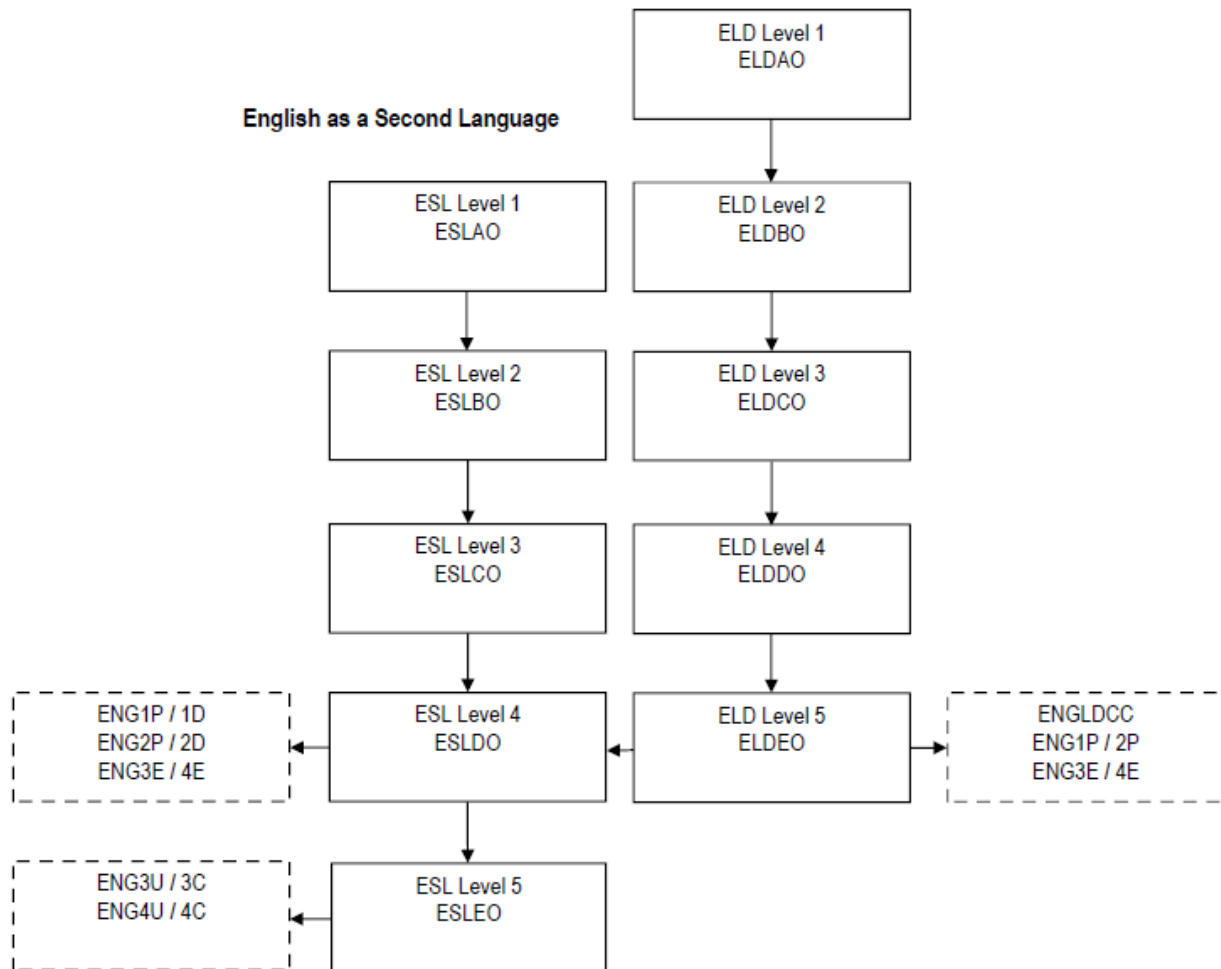 ELD Level 1
ELDAO
English as a Second Language
ESL Level 1
ESLAO
ELD Level 2
ELDBO
ESL Level 2
ESLBO
ELD Level 3
ELDCO
ESL Level 3
ESLCO
ELD Level 4
ELDDO
ENG1P / 1D
ENG2P / 2D
ENG3E / 4E
ESL Level 4
ESLDO
ELD Level 5
ELDEO
ENGLDCC
ENG1P / 2P
ENG3E / 4E
ENG3U / 3C
ENG4U / 4C
ESL Level 5
ESLEO